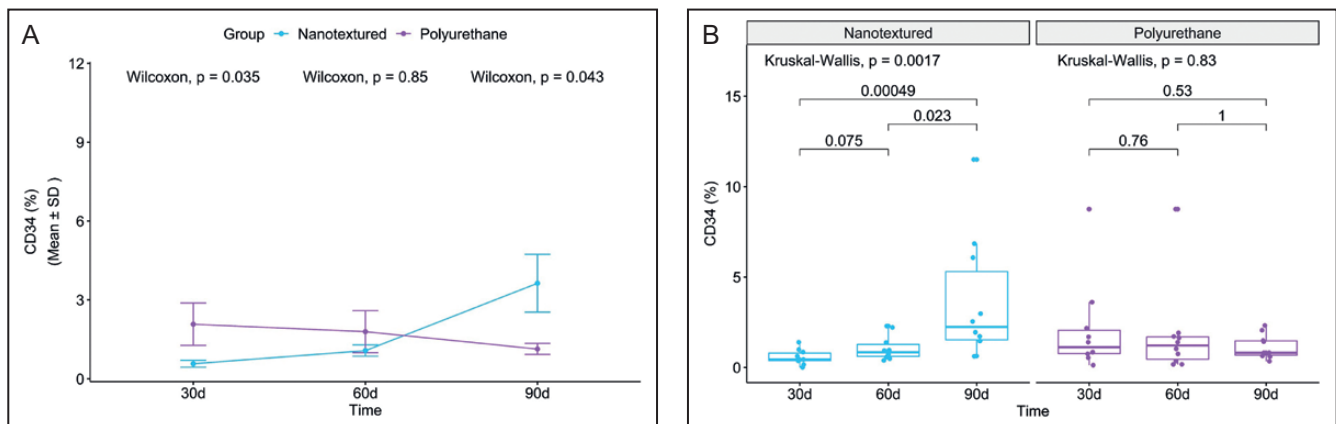 A
Group Nanotextured Polyurethane
Wilcoxon, p = 0.035 Wilcoxon, p = 0.85 Wilcoxon, p = 0.043
12
9
6
3
0
CD34 (%)
(Mean ± SD)
30d 60d 90d
Time
B
Nanotextured Polyurethane
Kruskal-Wallis, p = 0.0017 Kruskal-Wallis, p = 0.83
0.00049 0.53
0.023 1
0.075 0.76
15
10
5
0
CD34 (%)
30d 60d 90d 30d 60d 90d
Time